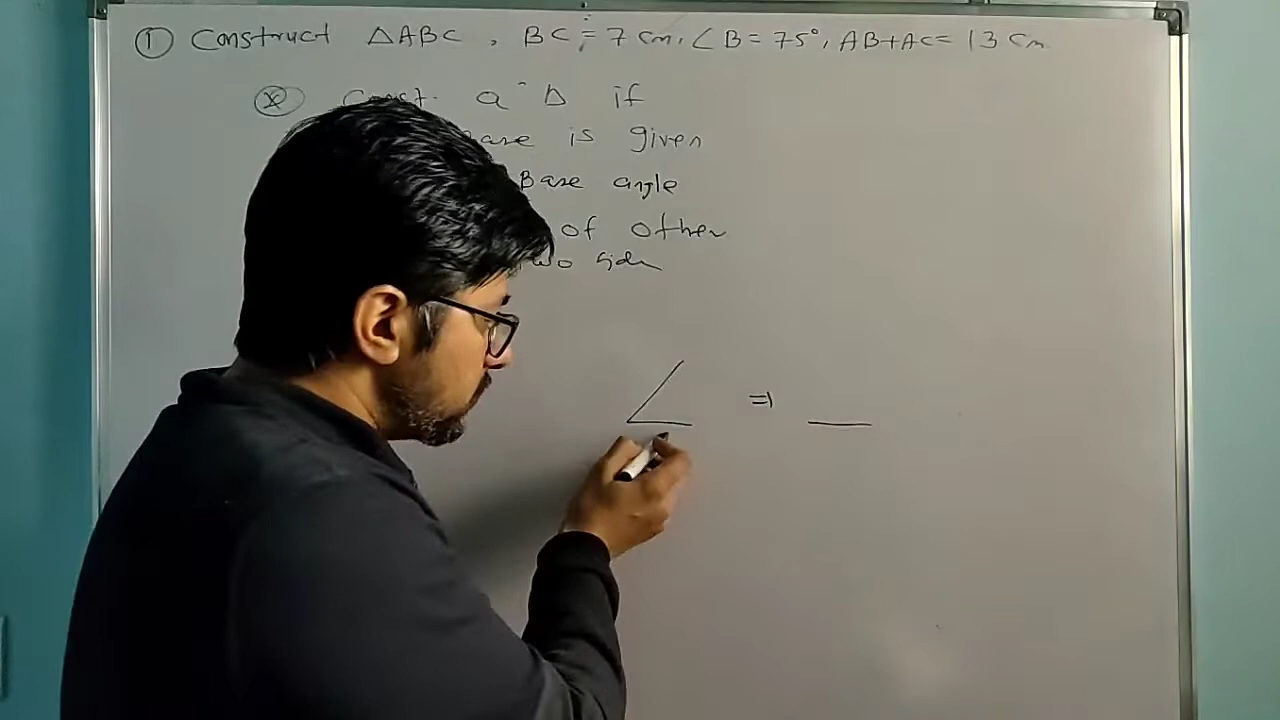 ① Construct △ABC, BC = 7 cm, ∠B = 75°, AB+AC = 13 cm
Ⓧ Const. a △ if
is given
Base angle
of other
two side
⇒